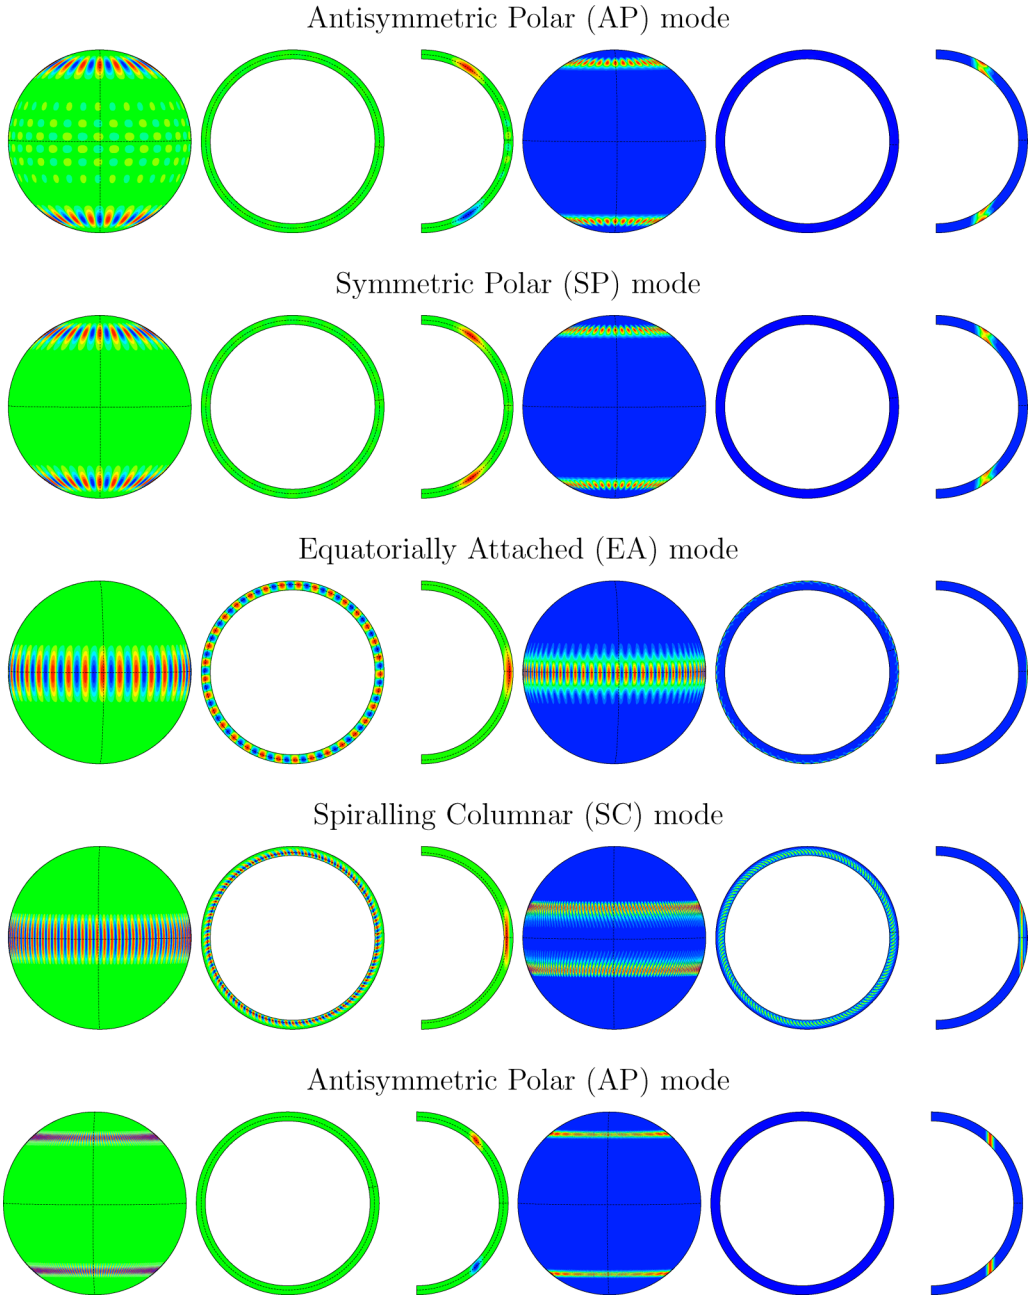 Antisymmetric Polar (AP) mode
Symmetric Polar (SP) mode
Equatorially Attached (EA) mode
Spiralling Columnar (SC) mode
Antisymmetric Polar (AP) mode